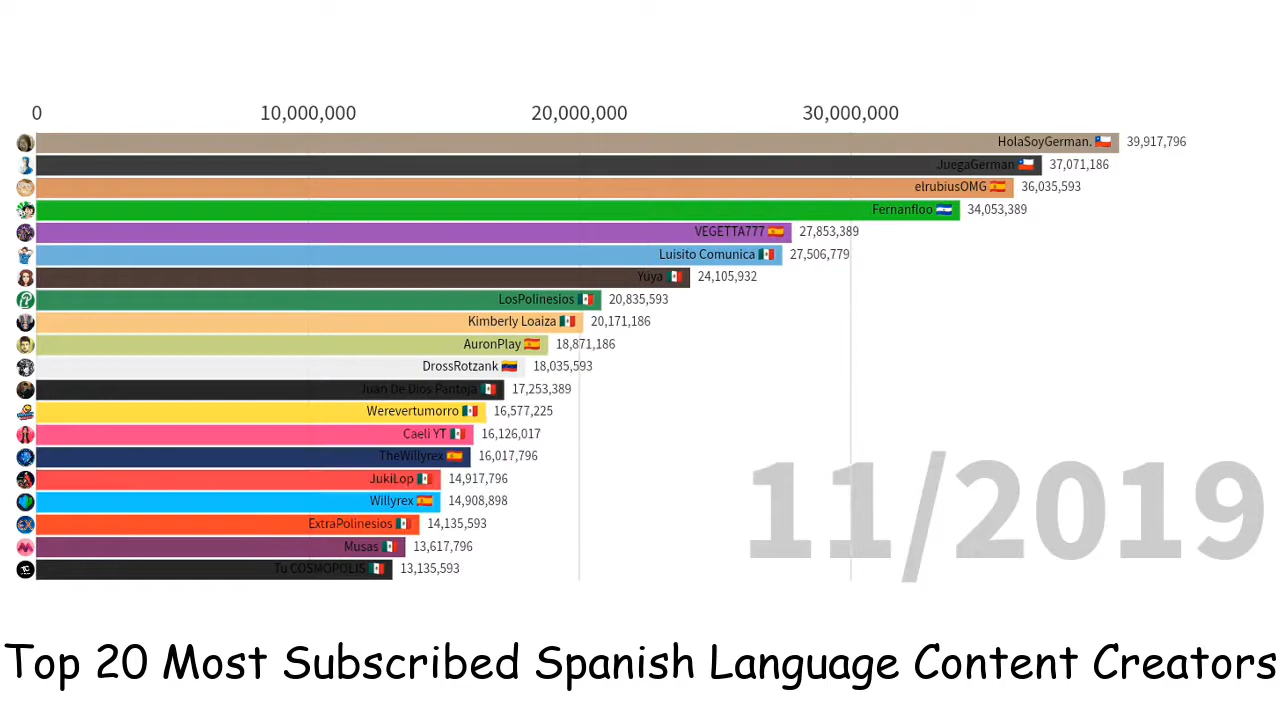 0 10,000,000 20,000,000 30,000,000
HolaSoyGerman. 39,917,796
JuegaGerman 37,071,186
elrubiusOMG 36,035,593
Fernanfloo 34,053,389
VEGETTA777 27,853,389
Luisito Comunica 27,506,779
Yuya 24,105,932
LosPolinesios 20,835,593
Kimberly Loaiza 20,171,186
AuronPlay 18,871,186
DrossRotzank 18,035,593
Juan De Dios Pantoja 17,253,389
Werevertumorro 16,577,225
Caeli YT 16,126,017
TheWillyrex 16,017,796
JukiLop 14,917,796
Willyrex 14,908,898
ExtraPolinesios 14,135,593
Musas 13,617,796
Tu COSMOPOLIS 13,135,593
11/2019
Top 20 Most Subscribed Spanish Language Content Creators